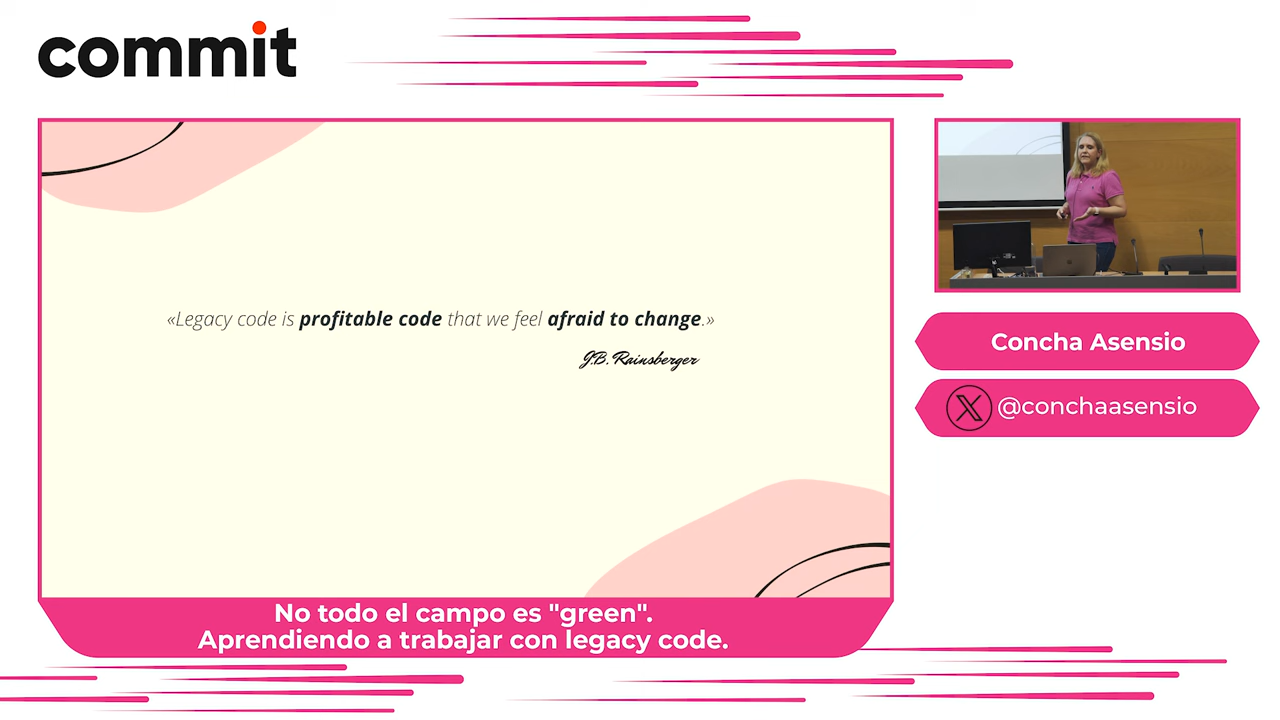 commit
«Legacy code is profitable code that we feel afraid to change.»
J.B. Rainsberger
Concha Asensio
@conchaasensio
No todo el campo es "green".
Aprendiendo a trabajar con legacy code.